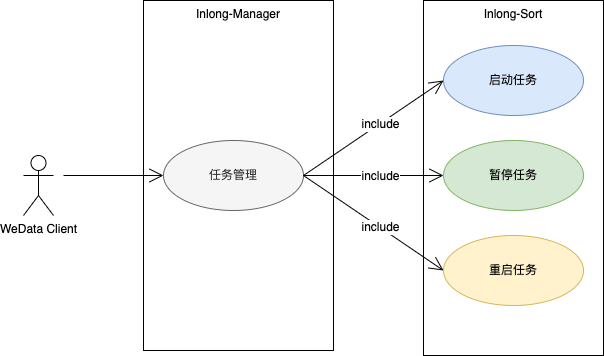 Inlong-Manager
Inlong-Sort
启动任务
include
任务管理
include
暂停任务
WeData Client
include
重启任务